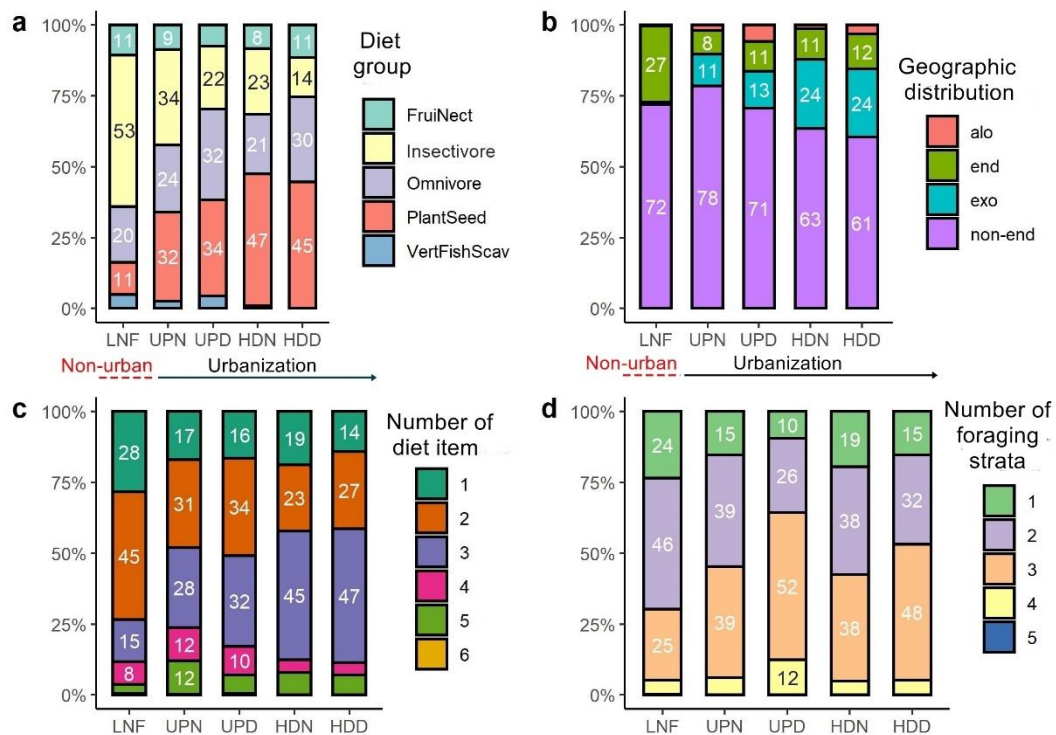 a
100%
75%
50%
25%
0%
11 9 8 11
53 34 22 23 14
20 24 32 21 30
11 32 34 47 45
LNF UPN UPD HDN HDD
Non-urban Urbanization
Diet
group
FruiNect
Insectivore
Omnivore
PlantSeed
VertFishScav
b
100%
75%
50%
25%
0%
27 8 11 11 12
11 13 24 24
72 78 71 63 61
LNF UPN UPD HDN HDD
Non-urban Urbanization
Geographic
distribution
alo
end
exo
non-end
c
100%
75%
50%
25%
0%
28 17 16 19 14
45 31 34 23 27
15 28 32 45 47
8 12 10
12
LNF UPN UPD HDN HDD
Number of
diet item
1
2
3
4
5
6
d
100%
75%
50%
25%
0%
24 15 10 19 15
46 39 26 38 32
25 39 52 38 48
12
LNF UPN UPD HDN HDD
Number of
foraging
strata
1
2
3
4
5